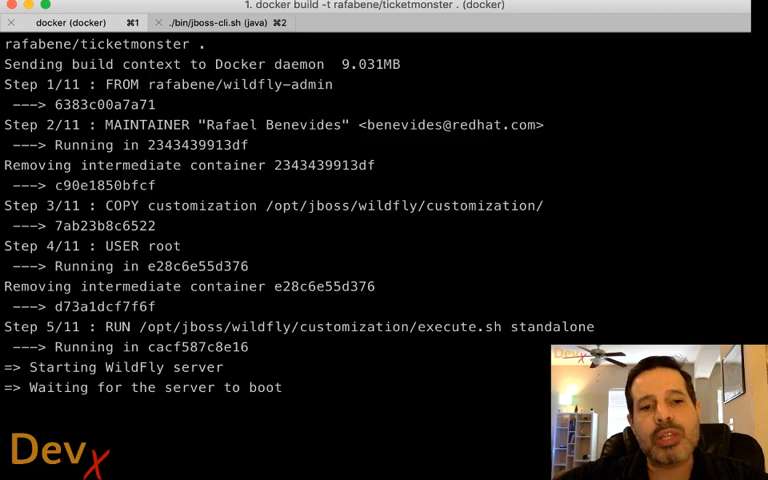 1. docker build -t rafabene/ticketmonster . (docker)
× docker (docker) ⌘1 × ./bin/jboss-cli.sh (java) ⌘2
rafabene/ticketmonster .
Sending build context to Docker daemon  9.031MB
Step 1/11 : FROM rafabene/wildfly-admin
---> 6383c00a7a71
Step 2/11 : MAINTAINER "Rafael Benevides" <benevides@redhat.com>
---> Running in 2343439913df
Removing intermediate container 2343439913df
---> c90e1850bfcf
Step 3/11 : COPY customization /opt/jboss/wildfly/customization/
---> 7ab23b8c6522
Step 4/11 : USER root
---> Running in e28c6e55d376
Removing intermediate container e28c6e55d376
---> d73a1dcf7f6f
Step 5/11 : RUN /opt/jboss/wildfly/customization/execute.sh standalone
---> Running in cacf587c8e16
=> Starting WildFly server
=> Waiting for the server to boot
Devx
Devx